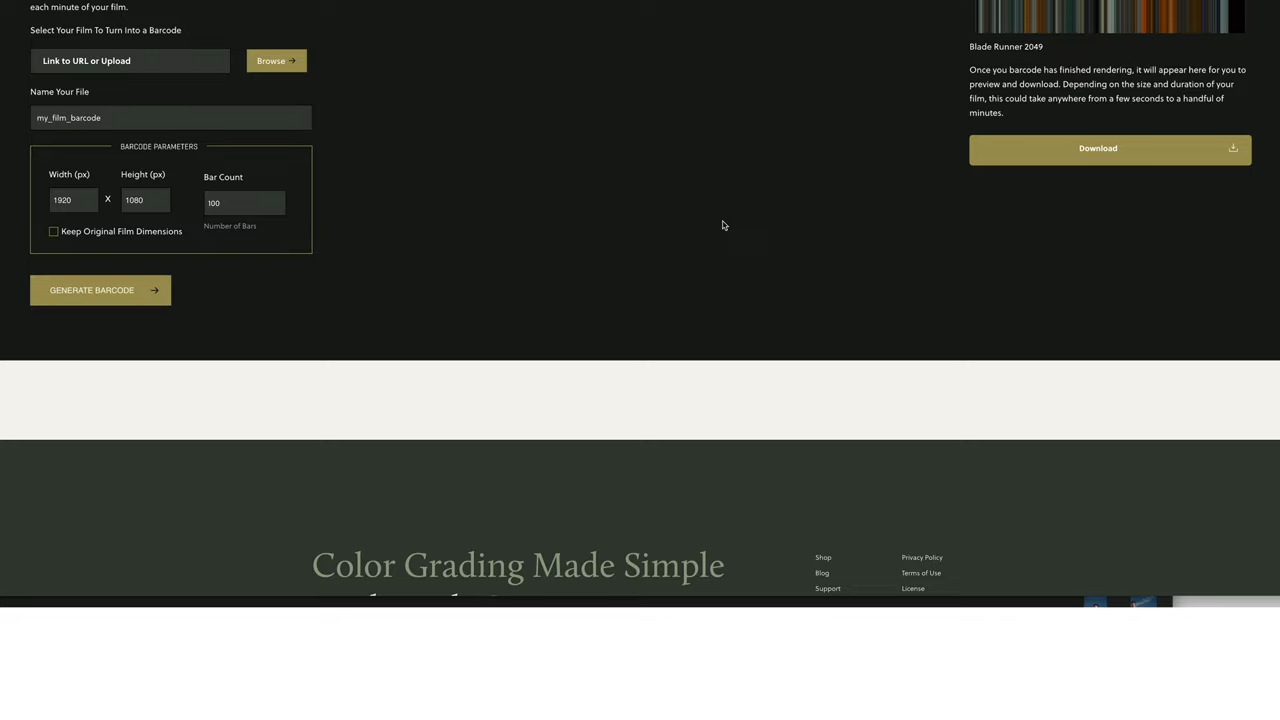 each minute of your film.
Select Your Film To Turn Into a Barcode
Link to URL or Upload
Browse →
Name Your File
my_film_barcode
BARCODE PARAMETERS
Width (px)
Height (px)
Bar Count
1920
X
1080
100
Number of Bars
Keep Original Film Dimensions
GENERATE BARCODE →
Blade Runner 2049
Once you barcode has finished rendering, it will appear here for you to
preview and download. Depending on the size and duration of your
film, this could take anywhere from a few seconds to a handful of
minutes.
Download
Color Grading Made Simple
Shop
Blog
Support
Privacy Policy
Terms of Use
License